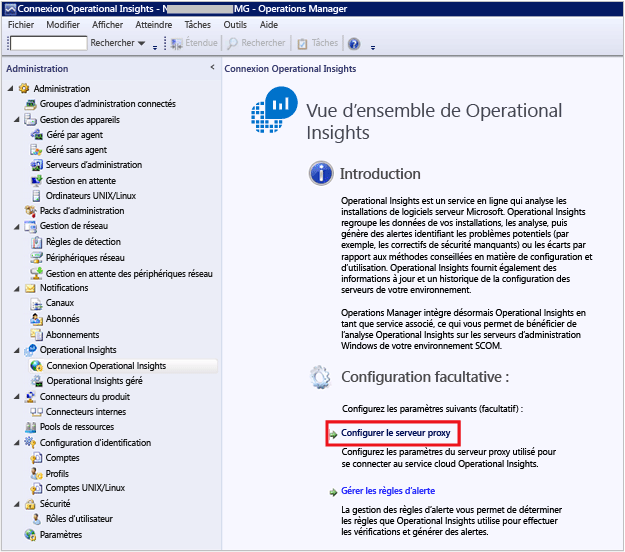 Connexion Operational Insights - N MG - Operations Manager
Fichier Modifier Afficher Atteindre Tâches Outils Aide
Rechercher Étendue Rechercher Tâches
Administration <
Administration
Groupes d'administration connectés
Gestion des appareils
Géré par agent
Géré sans agent
Serveurs d'administration
Gestion en attente
Ordinateurs UNIX/Linux
Packs d'administration
Gestion de réseau
Règles de détection
Périphériques réseau
Gestion en attente des périphériques réseau
Notifications
Canaux
Abonnés
Abonnements
Operational Insights
Connexion Operational Insights
Operational Insights géré
Connecteurs du produit
Connecteurs internes
Pools de ressources
Configuration d'identification
Comptes
Profils
Comptes UNIX/Linux
Sécurité
Rôles d'utilisateur
Paramètres
Connexion Operational Insights
Vue d'ensemble de Operational
Insights
Introduction
Operational Insights est un service en ligne qui analyse les
installations de logiciels serveur Microsoft. Operational Insights
regroupe les données de vos installations, les analyse, puis
génère des alertes identifiant les problèmes potentiels (par
exemple, les correctifs de sécurité manquants) ou les écarts par
rapport aux méthodes conseillées en matière de configuration et
d'utilisation. Operational Insights fournit également des
informations à jour et un historique de la configuration des
serveurs de votre environnement.
Operations Manager intègre désormais Operational Insights en
tant que service associé, ce qui vous permet de bénéficier de
l'analyse Operational Insights sur les serveurs d'administration
Windows de votre environnement SCOM.
Configuration facultative :
Configurez les paramètres suivants (facultatif) :
Configurer le serveur proxy
Configurez les paramètres du serveur proxy utilisé pour
se connecter au service cloud Operational Insights.
Gérer les règles d'alerte
La gestion des règles d'alerte vous permet de déterminer
les règles que Operational Insights utilise pour effectuer
les vérifications et générer des alertes.